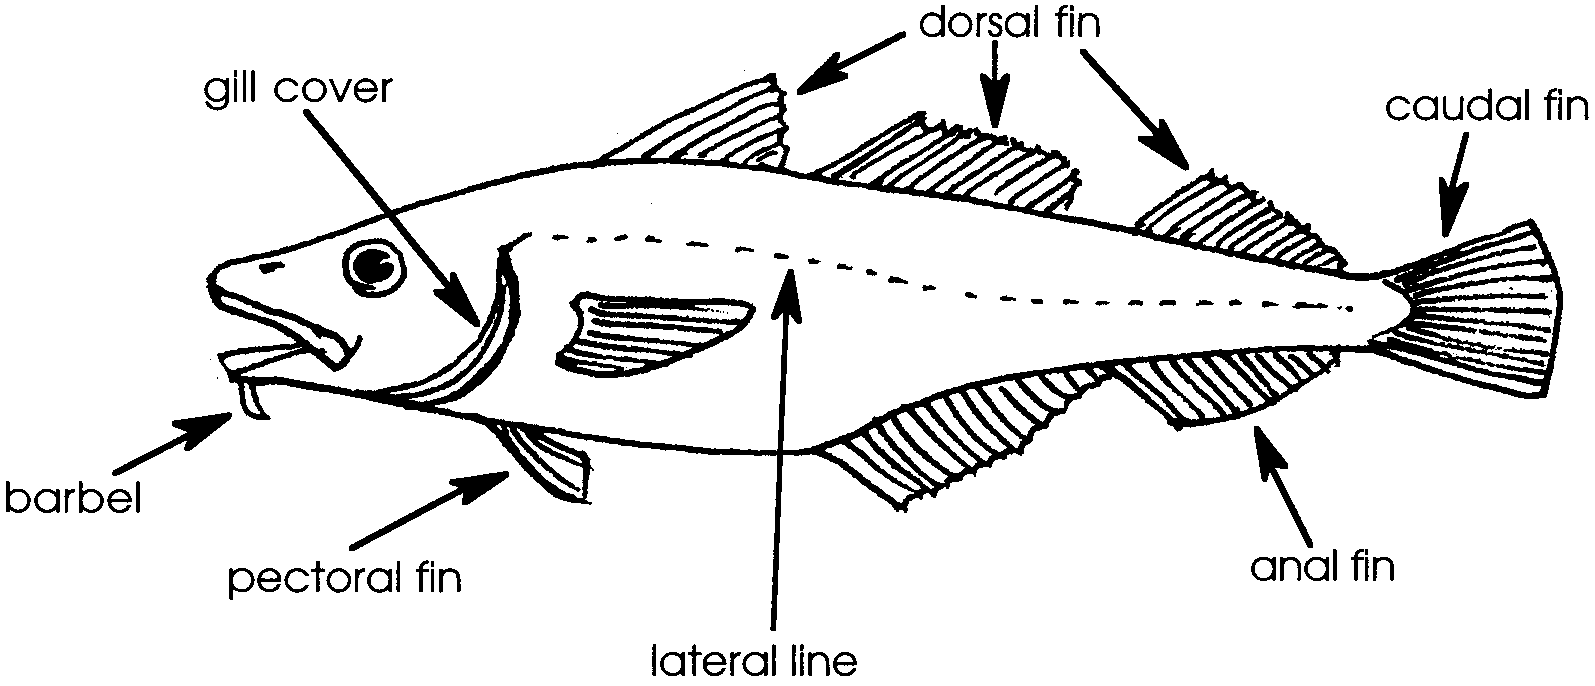 dorsal fin
gill cover
caudal fin
barbel
pectoral fin
anal fin
lateral line